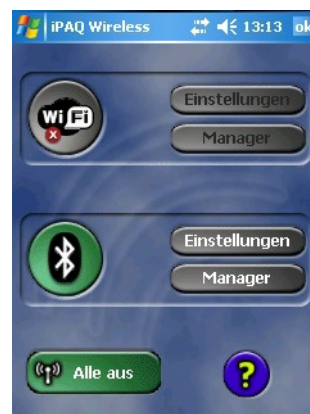 iPAQ Wireless 13:13 ok
Einstellungen
WiFi
Manager
Einstellungen
Manager
Alle aus
?